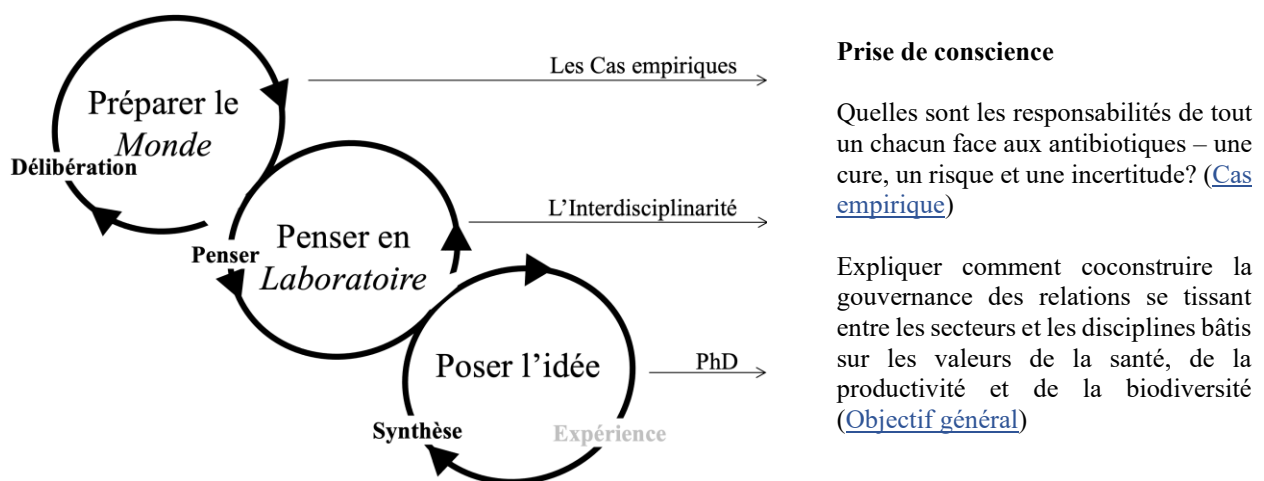 Préparer le
Monde
Délibération
Penser
Penser en
Laboratoire
Poser l’idée
Synthèse
Expérience
Les Cas empiriques
L’Interdisciplinarité
PhD
Prise de conscience
Quelles sont les responsabilités de tout
un chacun face aux antibiotiques – une
cure, un risque et une incertitude? (Cas
empirique)
Expliquer comment coconstruire la
gouvernance des relations se tissant
entre les secteurs et les disciplines bâtis
sur les valeurs de la santé, de la
productivité et de la biodiversité
(Objectif général)